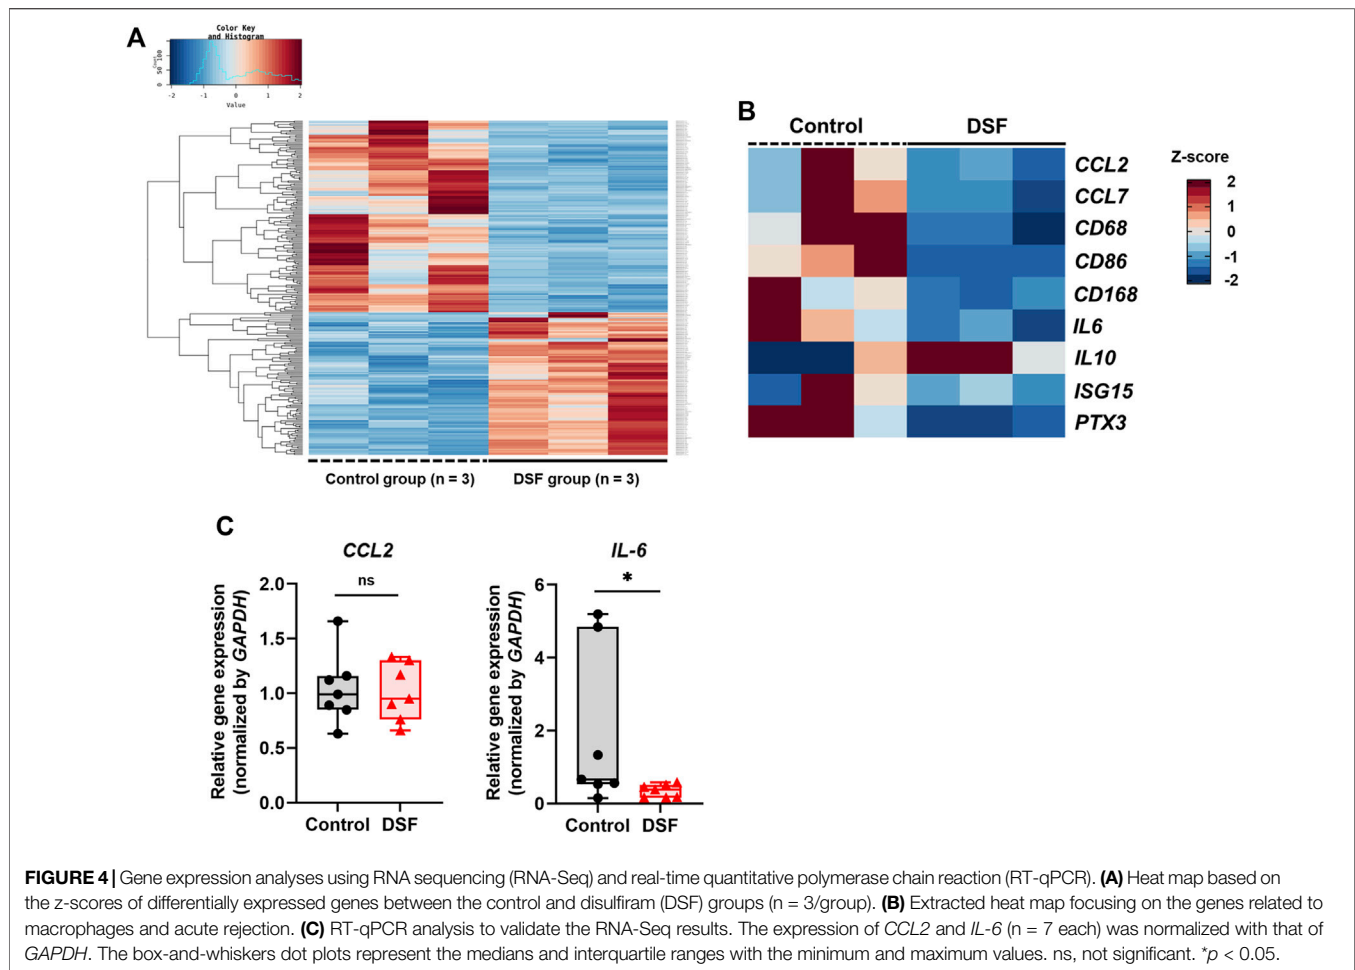 A
Color Key
and Histogram
Count
0 50 100
-2 -1 0 1 2
Value
Control group (n = 3) DSF group (n = 3)
B
Control DSF
CCL2
CCL7
CD68
CD86
CD168
IL6
IL10
ISG15
PTX3
Z-score
2
1
0
-1
-2
C
CCL2
ns
Relative gene expression
(normalized by GAPDH)
2.0
1.5
1.0
0.5
0.0
Control DSF
IL-6
*
Relative gene expression
(normalized by GAPDH)
6
4
2
0
Control DSF
FIGURE 4 | Gene expression analyses using RNA sequencing (RNA-Seq) and real-time quantitative polymerase chain reaction (RT-qPCR). (A) Heat map based on
the z-scores of differentially expressed genes between the control and disulfiram (DSF) groups (n = 3/group). (B) Extracted heat map focusing on the genes related to
macrophages and acute rejection. (C) RT-qPCR analysis to validate the RNA-Seq results. The expression of CCL2 and IL-6 (n = 7 each) was normalized with that of
GAPDH. The box-and-whiskers dot plots represent the medians and interquartile ranges with the minimum and maximum values. ns, not significant. *p < 0.05.